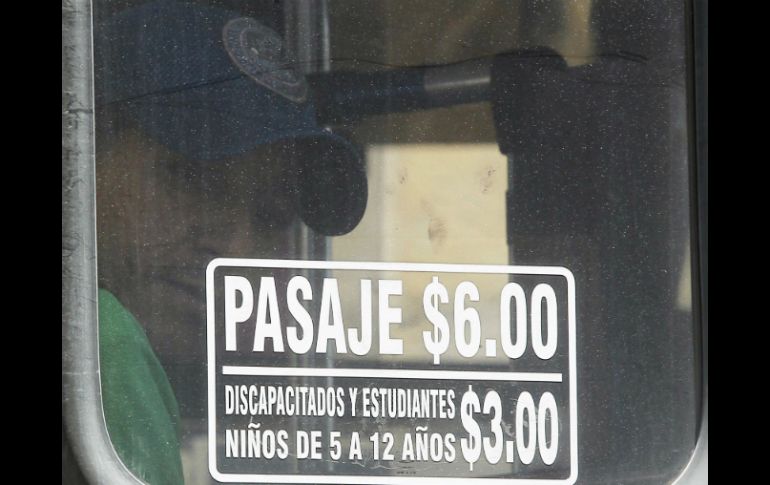 PASAJE $6.00
DISCAPACITADOS Y ESTUDIANTES
NIÑOS DE 5 A 12 AÑOS $3.00